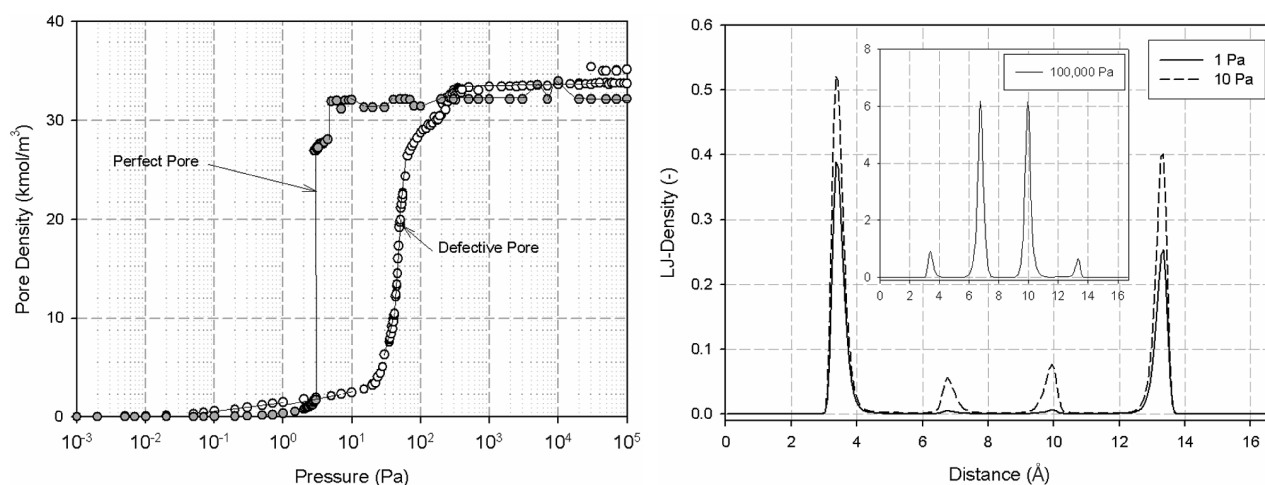 40
30
20
10
0
Pore Density (kmol/m³)
Perfect Pore
Defective Pore
10⁻³ 10⁻² 10⁻¹ 10⁰ 10¹ 10² 10³ 10⁴ 10⁵
Pressure (Pa)
0.6
0.5
0.4
0.3
0.2
0.1
0.0
LJ-Density (-)
1 Pa
10 Pa
8
6
4
2
0
100,000 Pa
0 2 4 6 8 10 12 14 16
0 2 4 6 8 10 12 14 16
Distance (Å)